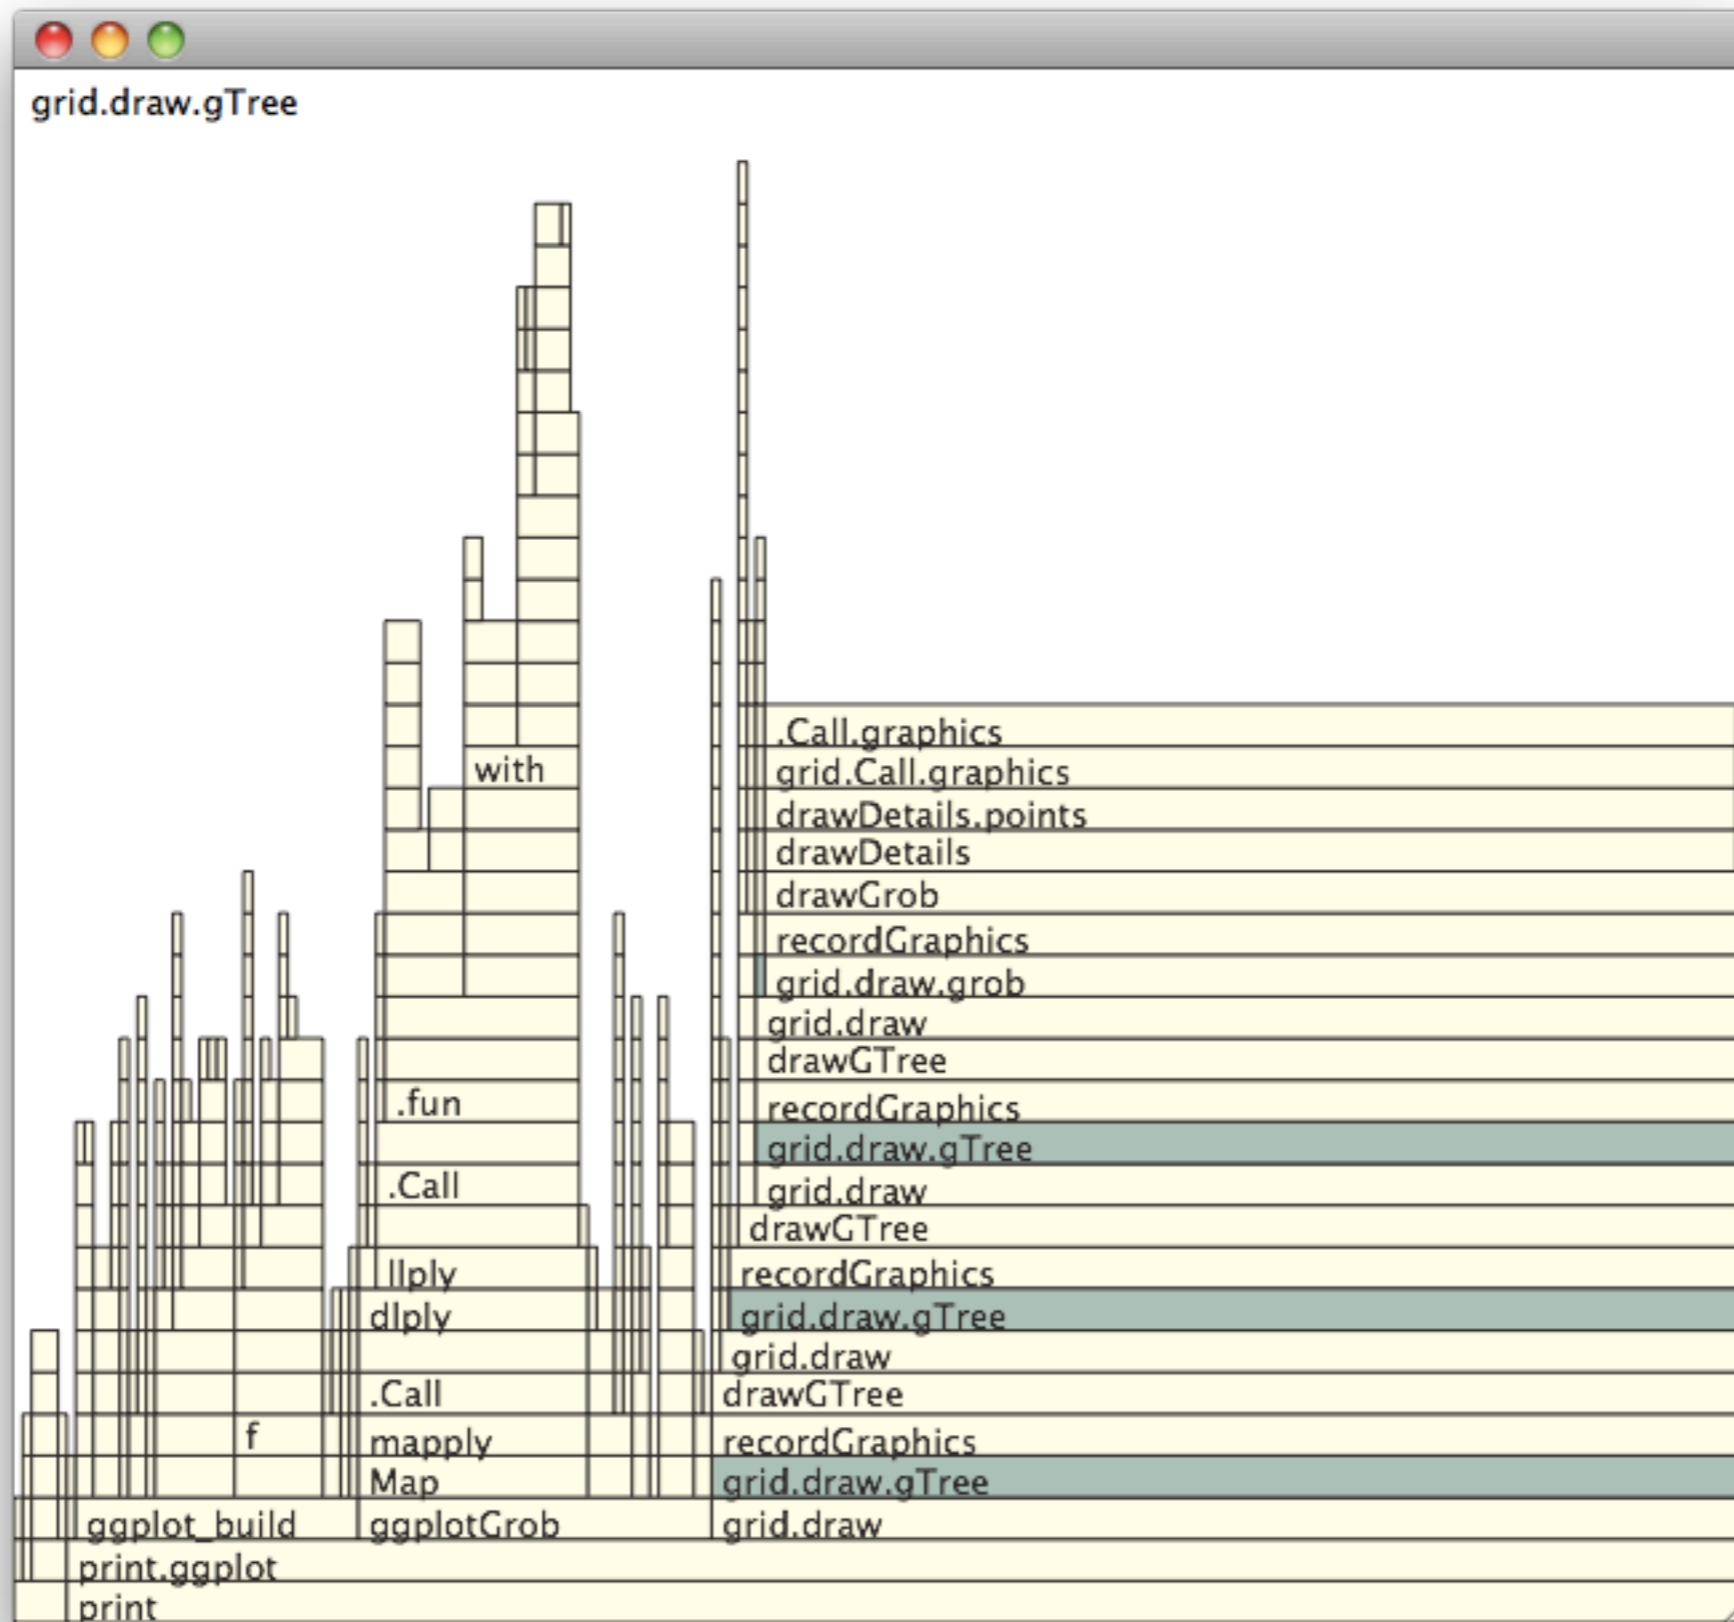 grid.draw.gTree
.Call.graphics
with
grid.Call.graphics
drawDetails.points
drawDetails
drawGrob
recordGraphics
grid.draw.grob
grid.draw
drawGTree
.fun
recordGraphics
grid.draw.gTree
.Call
grid.draw
drawGTree
llply
recordGraphics
dlply
grid.draw.gTree
grid.draw
.Call
drawGTree
f
mapply
recordGraphics
Map
grid.draw.gTree
ggplot_build
ggplotGrob
grid.draw
print.ggplot
print